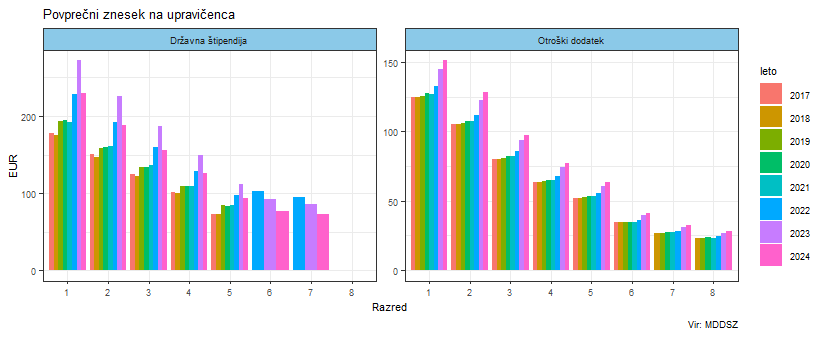 Povprečni znesek na upravičenca
Državna štipendija
Otroški dodatek
EUR
200
100
0
150
100
50
0
1 2 3 4 5 6 7 8
1 2 3 4 5 6 7 8
Razred
leto
2017
2018
2019
2020
2021
2022
2023
2024
Vir: MDDSZ